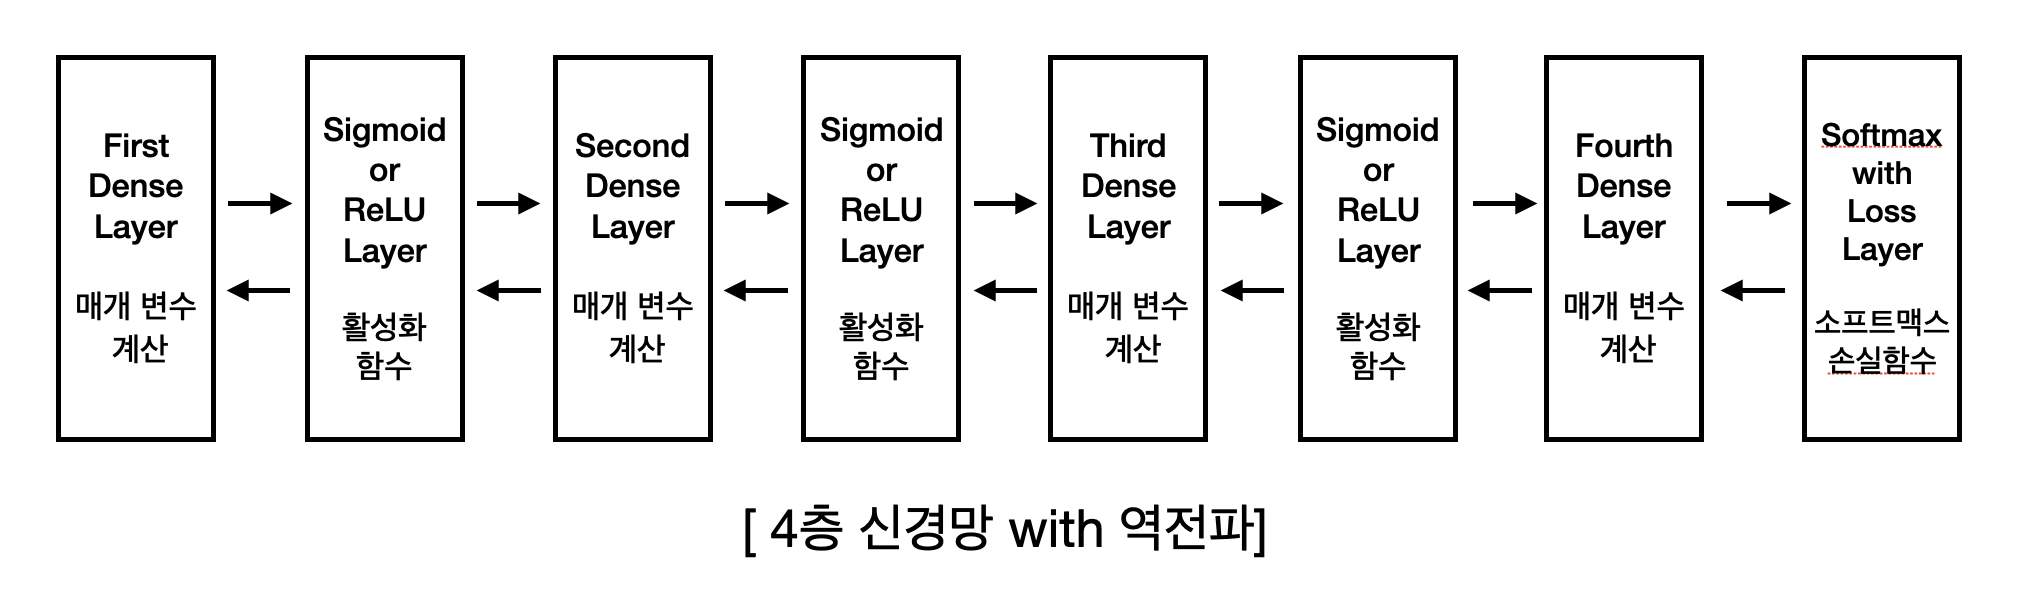 First
Dense
Layer
매개 변수
계산
Sigmoid
or
ReLU
Layer
활성화
함수
Second
Dense
Layer
매개 변수
계산
Sigmoid
or
ReLU
Layer
활성화
함수
Third
Dense
Layer
매개 변수
계산
Sigmoid
or
ReLU
Layer
활성화
함수
Fourth
Dense
Layer
매개 변수
계산
Softmax
with
Loss
Layer
소프트맥스
손실함수
[ 4층 신경망 with 역전파]